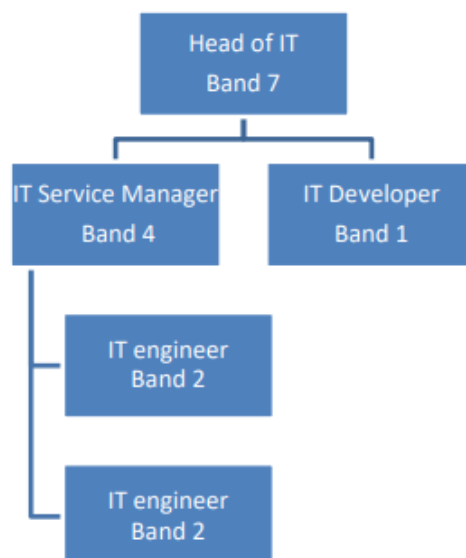 Head of IT
Band 7
IT Service Manager
Band 4
IT Developer
Band 1
IT engineer
Band 2
IT engineer
Band 2